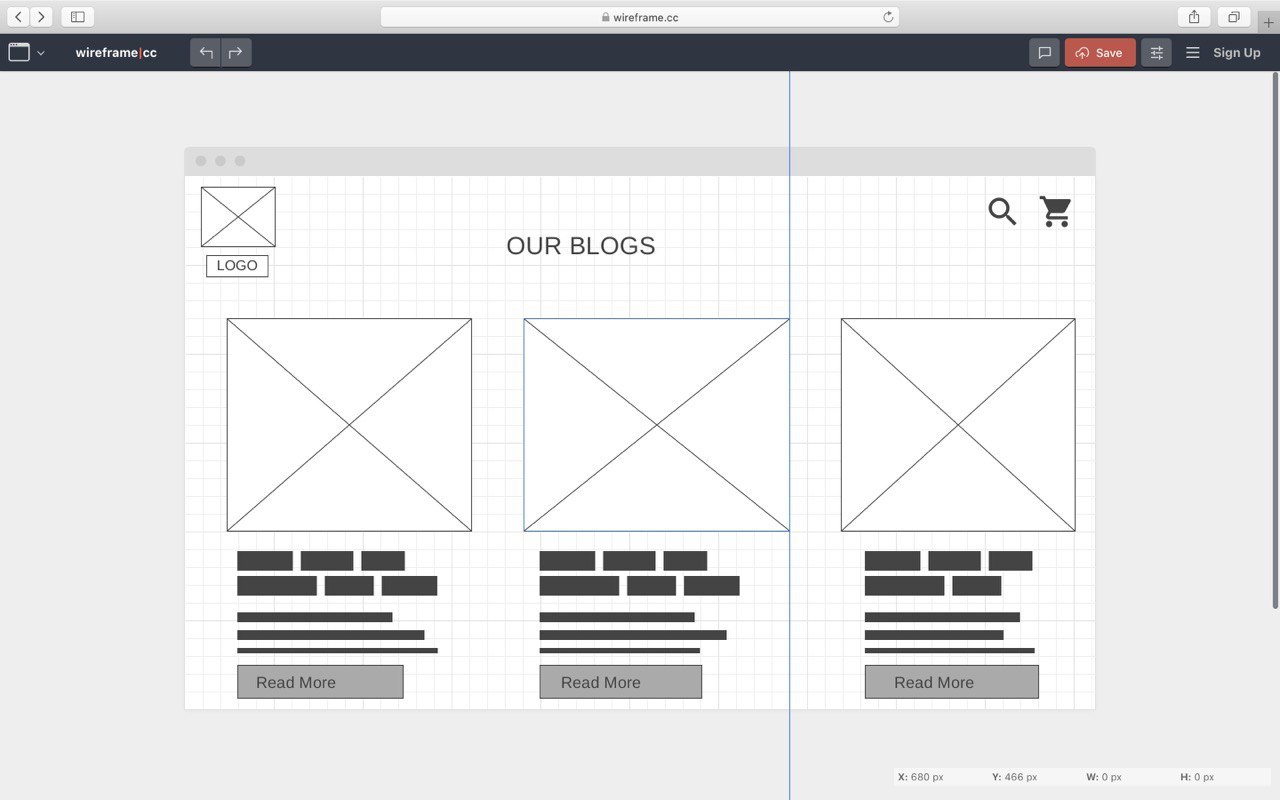 wireframe.cc
wireframe|cc
Save
Sign Up
OUR BLOGS
LOGO
Read More
Read More
Read More
X: 680 px Y: 466 px W: 0 px H: 0 px